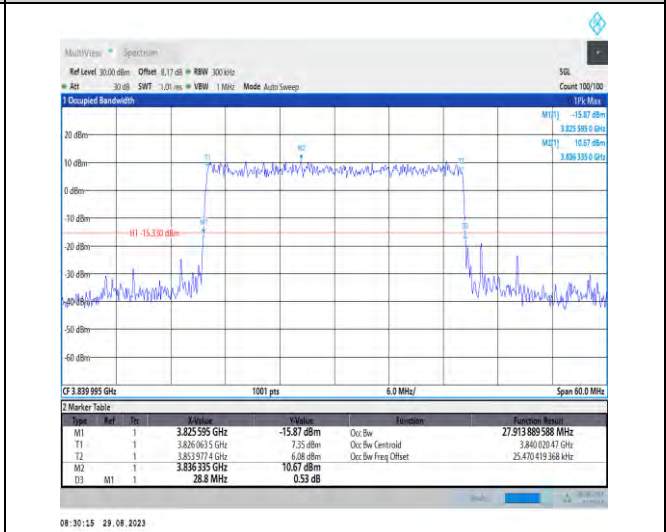 MultiView Spectrum
Ref Level 30.00 dBm Offset 8.17 dB RBW 300 kHz SGL
Att 30 dB SWT 1.01 ms VBW 1 MHz Mode Auto Sweep Count 100/100
1 Occupied Bandwidth 1Pk Max
M1[1] -15.87 dBm
3.825 595 0 GHz
20 dBm
M2[1] 10.67 dBm
3.836 335 0 GHz
M2
T1
10 dBm
0 dBm
-10 dBm
M1
H1 -15.330 dBm
D3
-20 dBm
-30 dBm
-40 dBm
-50 dBm
-60 dBm
CF 3.839 995 GHz 1001 pts 6.0 MHz/ Span 60.0 MHz
2 Marker Table
Type Ref Trc X-Value Y-Value Function Function Result
M1 1 3.825 595 GHz -15.87 dBm Occ Bw 27.913 889 588 MHz
T1 1 3.826 063 5 GHz 7.35 dBm Occ Bw Centroid 3.840 020 47 GHz
T2 1 3.853 977 4 GHz 6.08 dBm Occ Bw Freq Offset 25.470 419 368 kHz
M2 1 3.836 335 GHz 10.67 dBm
D3 M1 1 28.8 MHz 0.53 dB
08:30:15 29.08.2023